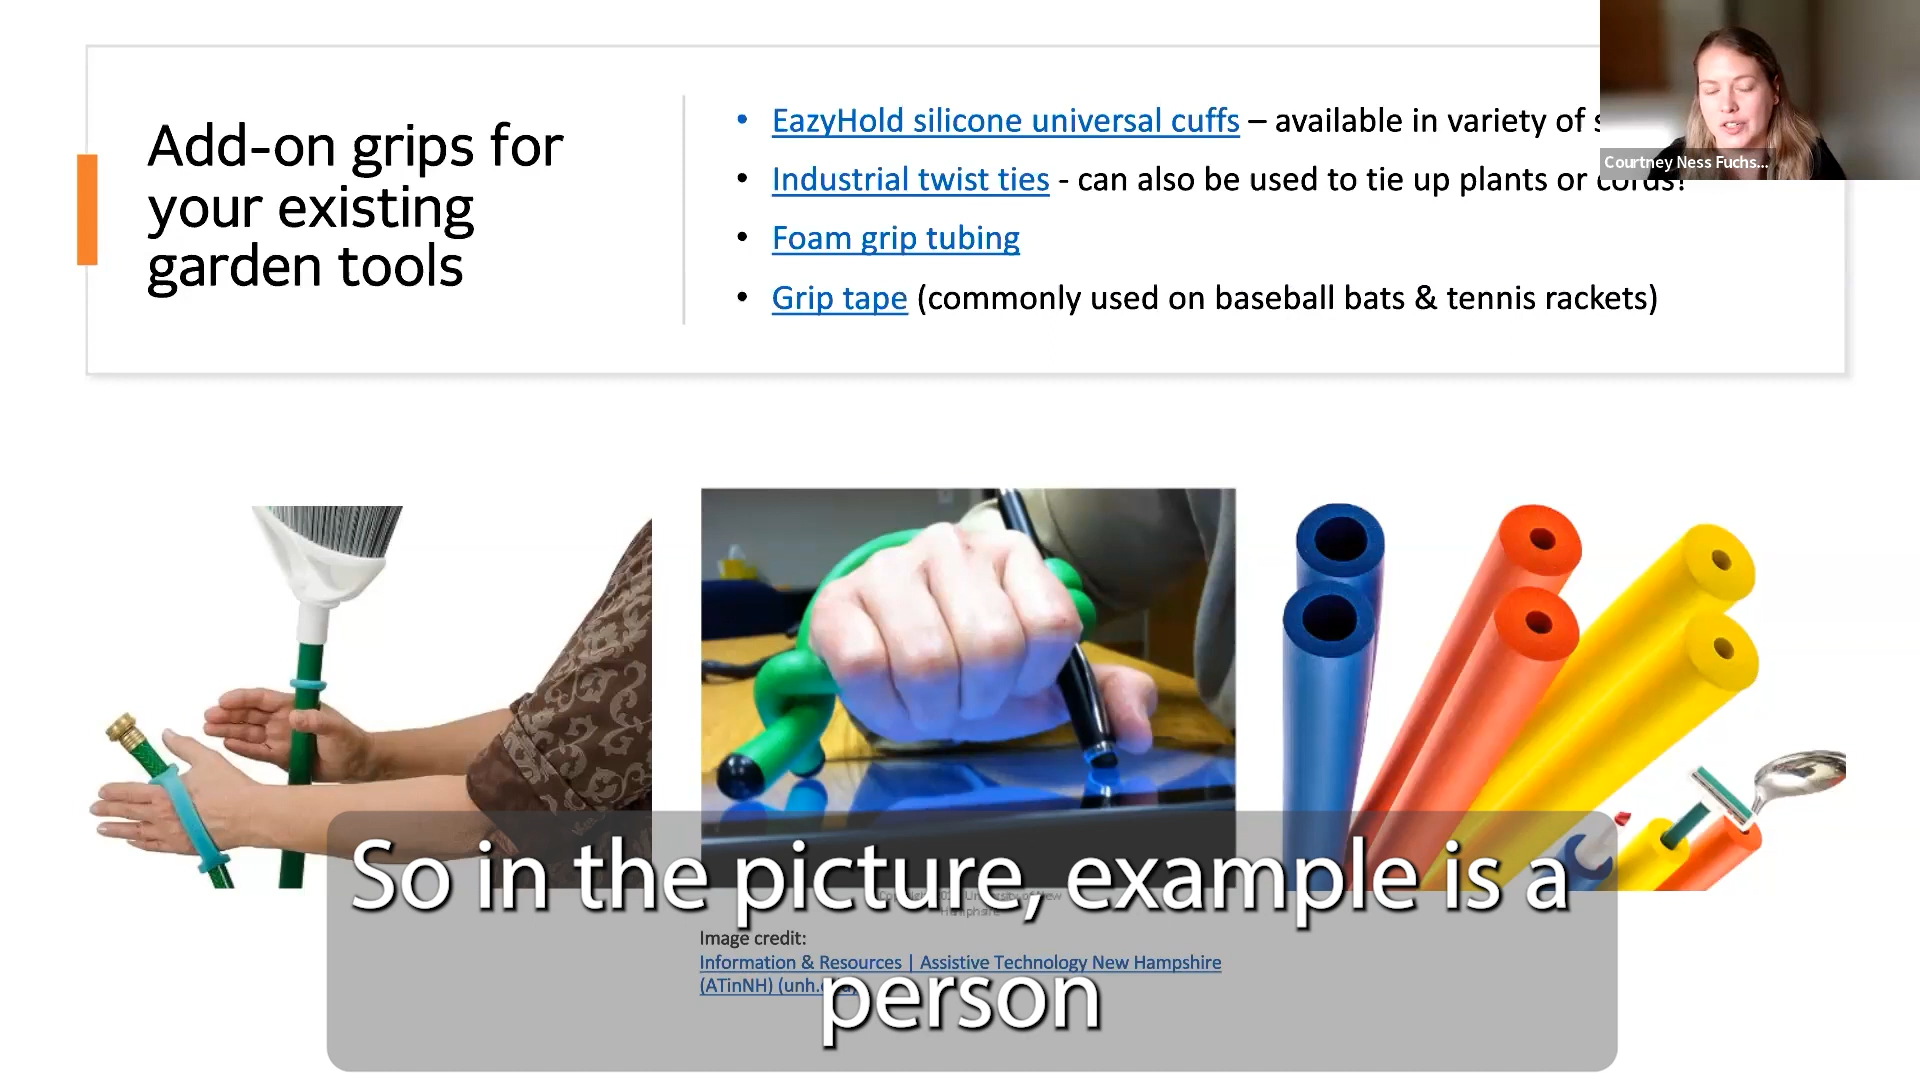 Add-on grips for
your existing
garden tools
• EazyHold silicone universal cuffs – available in variety of
• Industrial twist ties - can also be used to tie up plants or cords!
• Foam grip tubing
• Grip tape (commonly used on baseball bats & tennis rackets)
Courtney Ness Fuchs...
So in the picture, example is a
person
Image credit:
Information & Resources | Assistive Technology New Hampshire
(ATinNH)